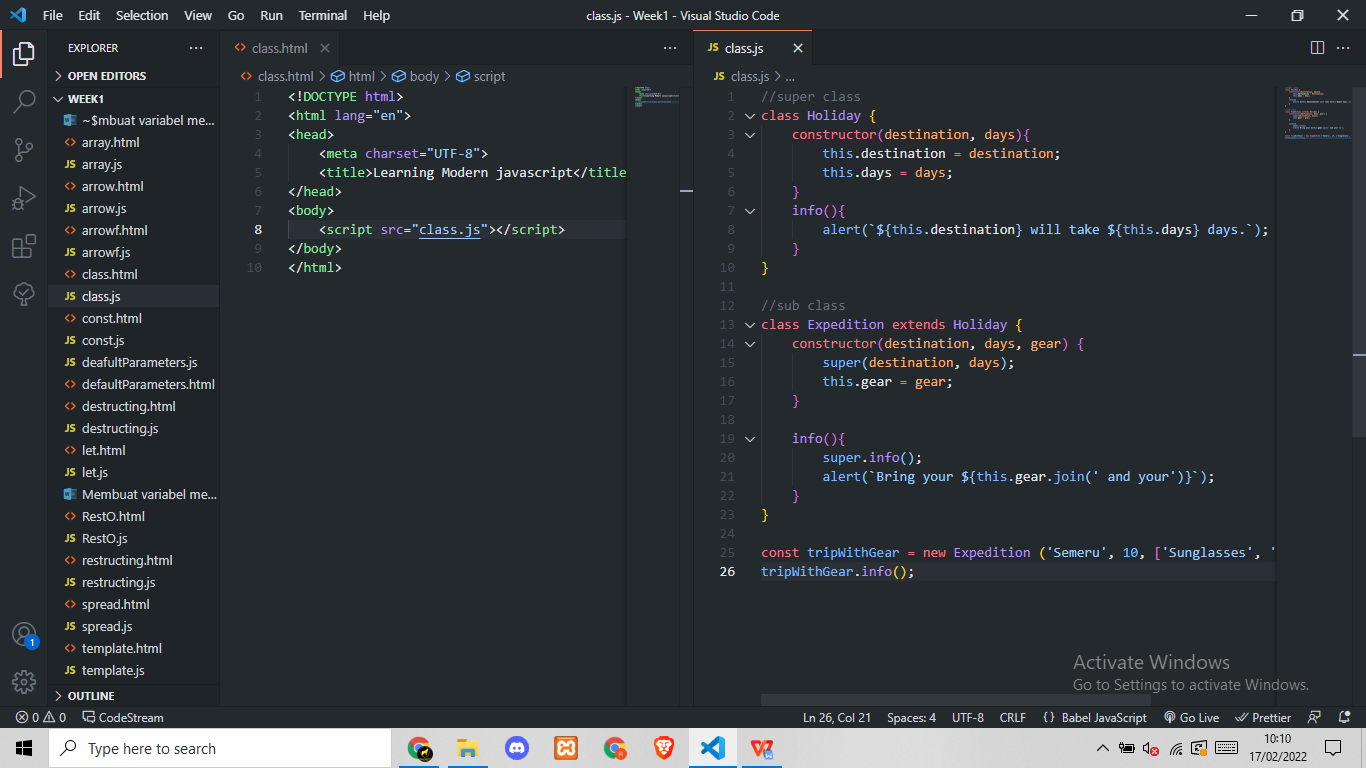 File Edit Selection View Go Run Terminal Help class.js - Week1 - Visual Studio Code
EXPLORER
OPEN EDITORS
WEEK1
~$mbuat variabel me...
array.html
array.js
arrow.html
arrow.js
arrowf.html
arrowf.js
class.html
class.js
const.html
const.js
deafultParameters.js
defaultParameters.html
destructing.html
destructing.js
let.html
let.js
Membuat variabel me...
RestO.html
RestO.js
restructing.html
restructing.js
spread.html
spread.js
template.html
template.js
OUTLINE
class.html
class.html > html > body > script
1 <!DOCTYPE html>
2 <html lang="en">
3 <head>
4 <meta charset="UTF-8">
5 <title>Learning Modern javascript</title
6 </head>
7 <body>
8 <script src="class.js"></script>
9 </body>
10 </html>
JS class.js
JS class.js > ...
1 //super class
2 class Holiday {
3 constructor(destination, days){
4 this.destination = destination;
5 this.days = days;
6 }
7 info(){
8 alert(`${this.destination} will take ${this.days} days.`);
9 }
10 }
11
12 //sub class
13 class Expedition extends Holiday {
14 constructor(destination, days, gear) {
15 super(destination, days);
16 this.gear = gear;
17 }
18
19 info(){
20 super.info();
21 alert(`Bring your ${this.gear.join(' and your')}`);
22 }
23 }
24
25 const tripWithGear = new Expedition ('Semeru', 10, ['Sunglasses', '
26 tripWithGear.info();
Activate Windows
Go to Settings to activate Windows.
1
0 0 CodeStream Ln 26, Col 21 Spaces: 4 UTF-8 CRLF {} Babel JavaScript Go Live Prettier
Type here to search
10:10
17/02/2022